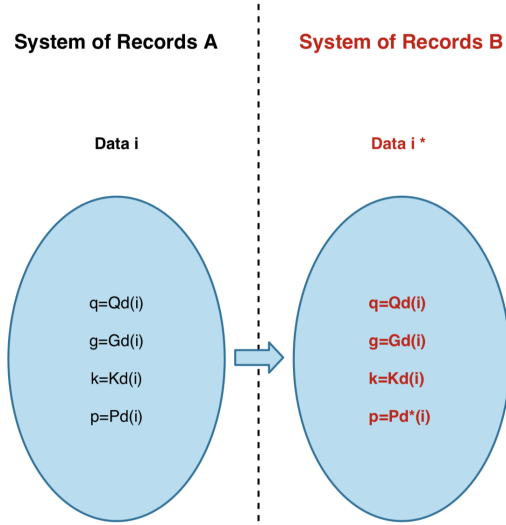 System of Records A
System of Records B
Data i
Data i *
q=Qd(i)
g=Gd(i)
k=Kd(i)
p=Pd(i)
q=Qd(i)
g=Gd(i)
k=Kd(i)
p=Pd*(i)